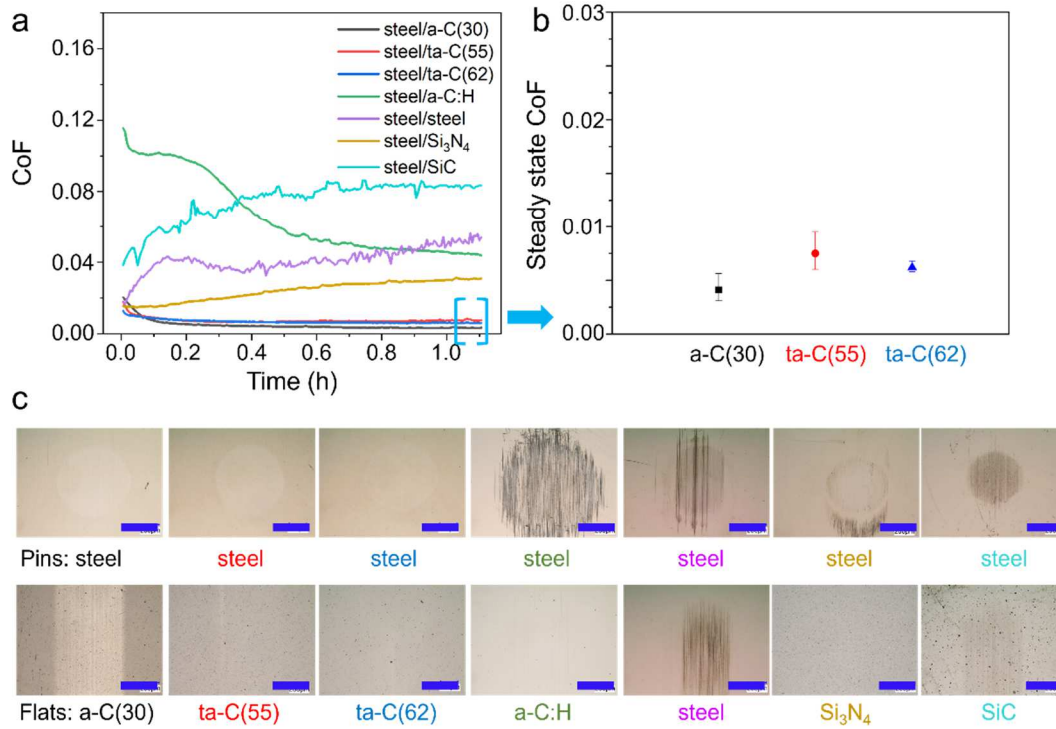 a
0.16
0.12
0.08
0.04
0.00
CoF
0.0 0.2 0.4 0.6 0.8 1.0
Time (h)
steel/a-C(30)
steel/ta-C(55)
steel/ta-C(62)
steel/a-C:H
steel/steel
steel/Si₃N₄
steel/SiC
b
0.03
0.02
0.01
0.00
Steady state CoF
a-C(30) ta-C(55) ta-C(62)
c
Pins: steel steel steel steel steel steel steel
Flats: a-C(30) ta-C(55) ta-C(62) a-C:H steel Si₃N₄ SiC